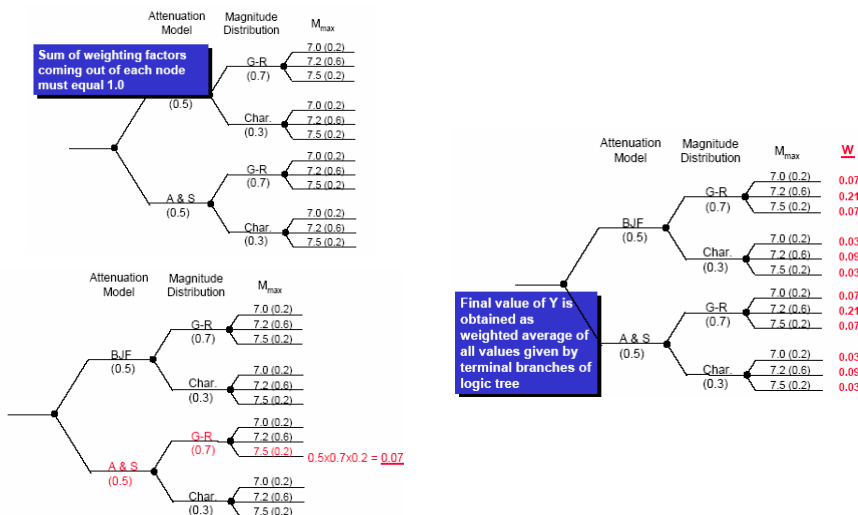 Attenuation Magnitude
Model Distribution Mmax
Sum of weighting factors
coming out of each node
must equal 1.0
(0.5)
G-R
(0.7)
7.0 (0.2)
7.2 (0.6)
7.5 (0.2)
Char.
(0.3)
7.0 (0.2)
7.2 (0.6)
7.5 (0.2)
A & S
(0.5)
G-R
(0.7)
7.0 (0.2)
7.2 (0.6)
7.5 (0.2)
Char.
(0.3)
7.0 (0.2)
7.2 (0.6)
7.5 (0.2)
Attenuation Magnitude
Model Distribution Mmax
BJF
(0.5)
G-R
(0.7)
7.0 (0.2)
7.2 (0.6)
7.5 (0.2)
Char.
(0.3)
7.0 (0.2)
7.2 (0.6)
7.5 (0.2)
A & S
(0.5)
G-R
(0.7)
7.0 (0.2)
7.2 (0.6)
7.5 (0.2) 0.5x0.7x0.2 = 0.07
Char.
(0.3)
7.0 (0.2)
7.2 (0.6)
7.5 (0.2)
Attenuation Magnitude
Model Distribution Mmax W
BJF
(0.5)
G-R
(0.7)
7.0 (0.2) 0.07
7.2 (0.6) 0.21
7.5 (0.2) 0.07
Char.
(0.3)
7.0 (0.2) 0.03
7.2 (0.6) 0.09
7.5 (0.2) 0.03
Final value of Y is
obtained as
weighted average of
all values given by
terminal branches of
logic tree
A & S
(0.5)
G-R
(0.7)
7.0 (0.2) 0.07
7.2 (0.6) 0.21
7.5 (0.2) 0.07
Char.
(0.3)
7.0 (0.2) 0.03
7.2 (0.6) 0.09
7.5 (0.2) 0.03